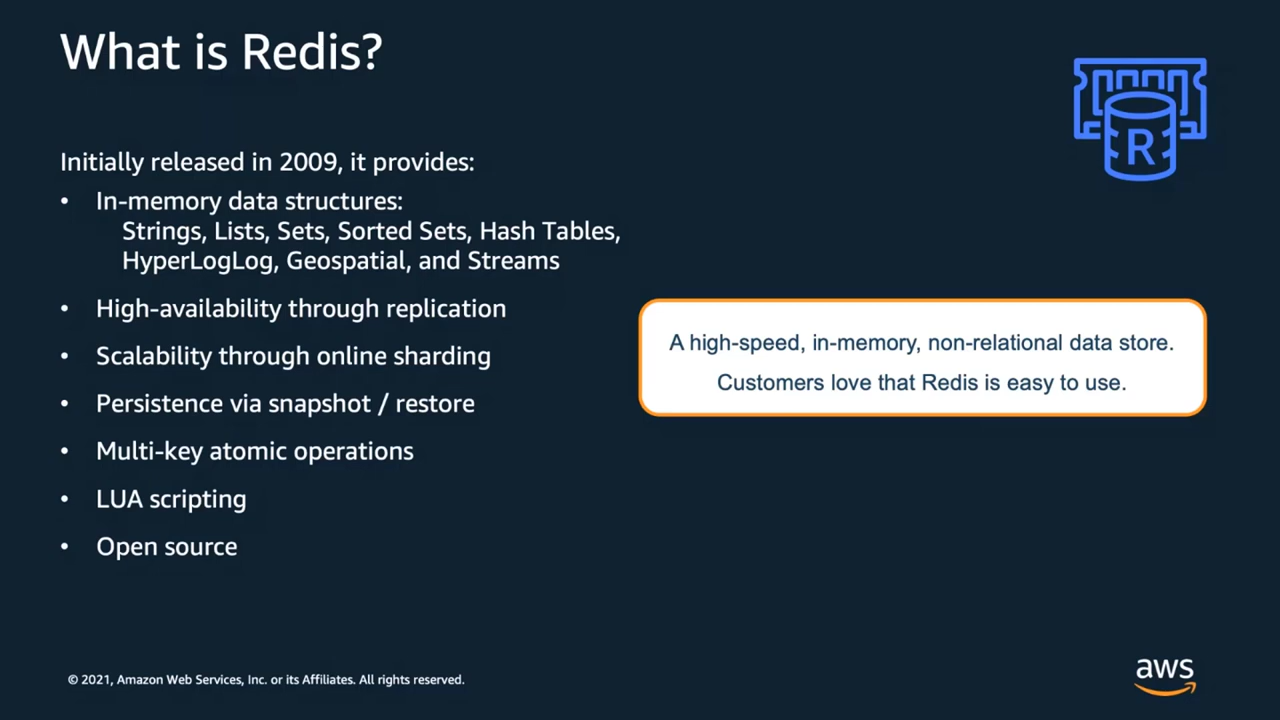 What is Redis?
R
Initially released in 2009, it provides:
• In-memory data structures:
Strings, Lists, Sets, Sorted Sets, Hash Tables,
HyperLogLog, Geospatial, and Streams
• High-availability through replication
• Scalability through online sharding
• Persistence via snapshot / restore
• Multi-key atomic operations
• LUA scripting
• Open source
A high-speed, in-memory, non-relational data store.
Customers love that Redis is easy to use.
© 2021, Amazon Web Services, Inc. or its Affiliates. All rights reserved.
aws